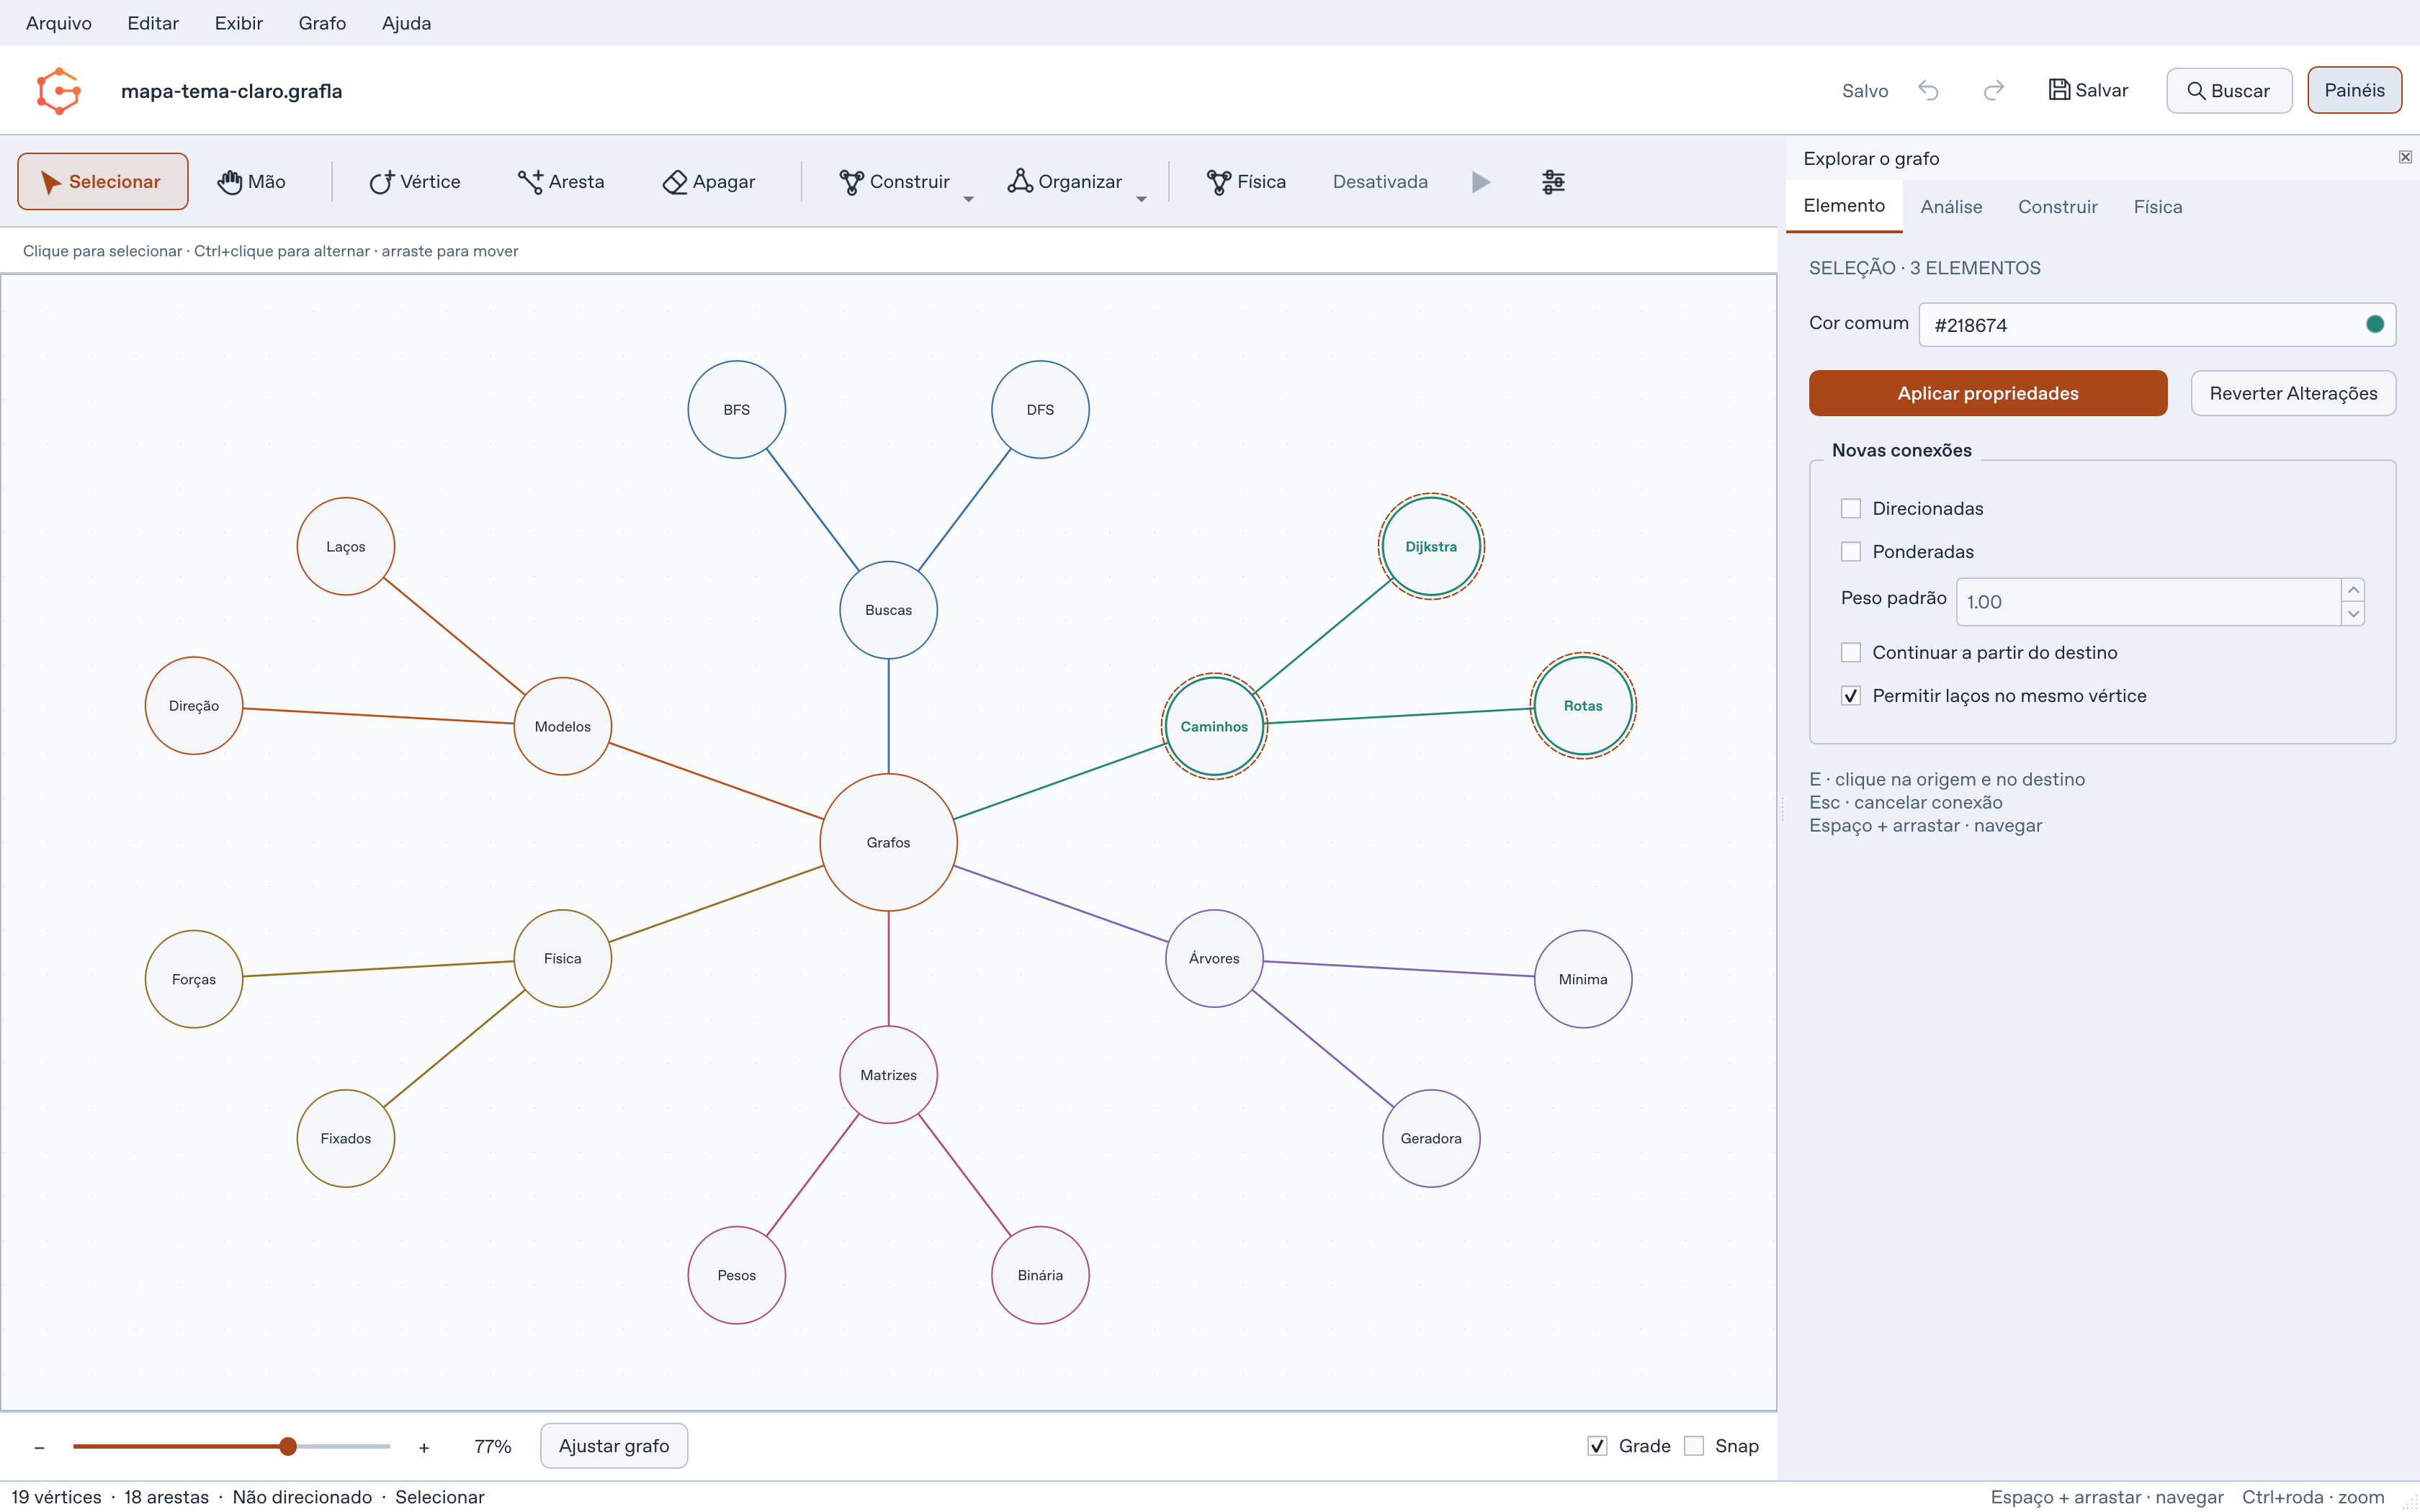 Arquivo Editar Exibir Grafo Ajuda
mapa-tema-claro.grafla
Salvo Salvar Buscar Painéis
Selecionar Mão Vértice Aresta Apagar Construir Organizar Física Desativada
Clique para selecionar · Ctrl+clique para alternar · arraste para mover
BFS DFS
Laços Dijkstra
Buscas
Direção Modelos Caminhos Rotas
Grafos
Forças Física Árvores Mínima
Matrizes
Fixados Geradora
Pesos Binária
Explorar o grafo
Elemento Análise Construir Física
SELEÇÃO · 3 ELEMENTOS
Cor comum #218674
Aplicar propriedades Reverter Alterações
Novas conexões
Direcionadas
Ponderadas
Peso padrão 1.00
Continuar a partir do destino
Permitir laços no mesmo vértice
E · clique na origem e no destino
Esc · cancelar conexão
Espaço + arrastar · navegar
– + 77% Ajustar grafo Grade Snap
19 vértices · 18 arestas · Não direcionado · Selecionar
Espaço + arrastar · navegar Ctrl+roda · zoom